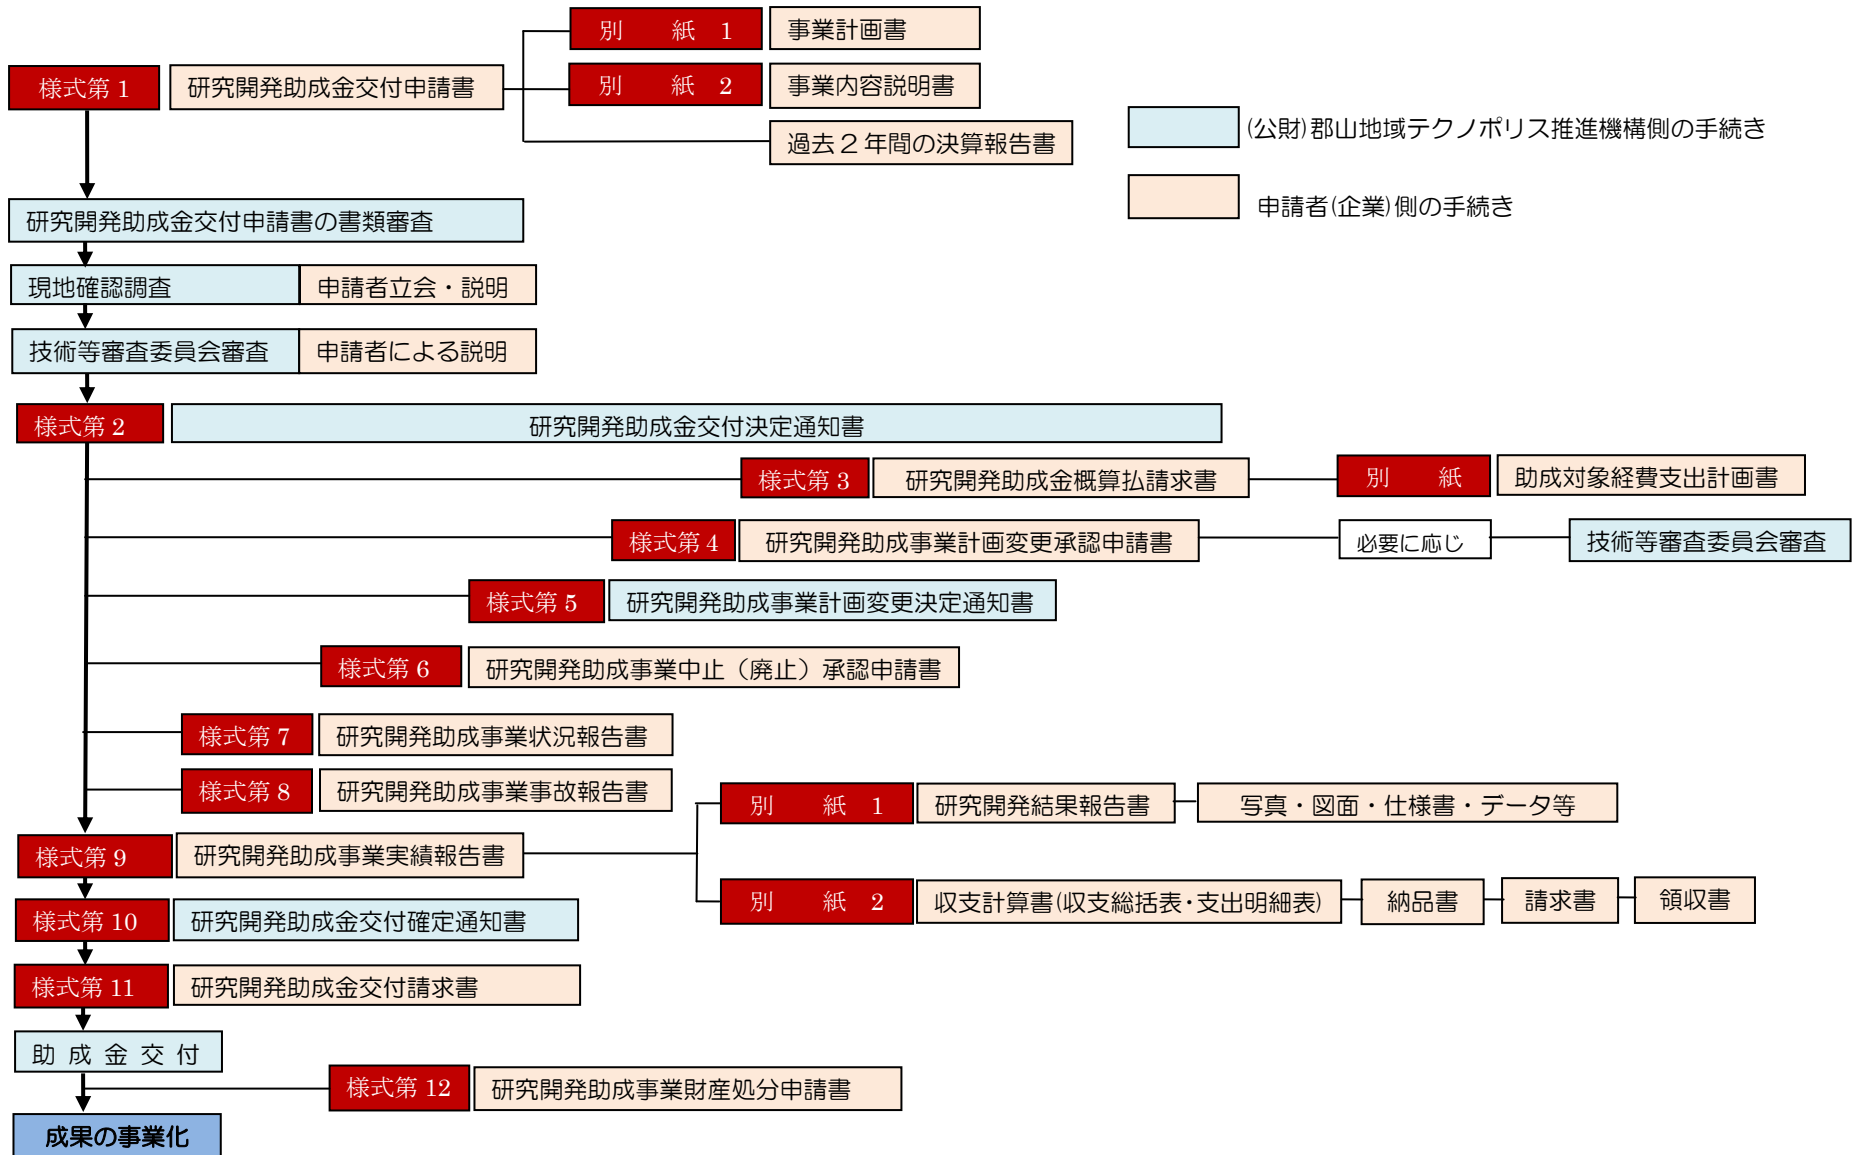 別　紙 1 事業計画書
様式第 1 研究開発助成金交付申請書
別　紙 2 事業内容説明書
過去２年間の決算報告書
(公財)郡山地域テクノポリス推進機構側の手続き
申請者(企業)側の手続き
研究開発助成金交付申請書の書類審査
現地確認調査 申請者立会・説明
技術等審査委員会審査 申請者による説明
様式第 2 研究開発助成金交付決定通知書
様式第 3 研究開発助成金概算払請求書 別　紙 助成対象経費支出計画書
様式第 4 研究開発助成事業計画変更承認申請書 必要に応じ 技術等審査委員会審査
様式第 5 研究開発助成事業計画変更決定通知書
様式第 6 研究開発助成事業中止（廃止）承認申請書
様式第 7 研究開発助成事業状況報告書
様式第 8 研究開発助成事業事故報告書
別　紙 1 研究開発結果報告書 写真・図面・仕様書・データ等
様式第 9 研究開発助成事業実績報告書
別　紙 2 収支計算書(収支総括表・支出明細表) 納品書 請求書 領収書
様式第 10 研究開発助成金交付確定通知書
様式第 11 研究開発助成金交付請求書
助 成 金 交 付
様式第 12 研究開発助成事業財産処分申請書
成果の事業化